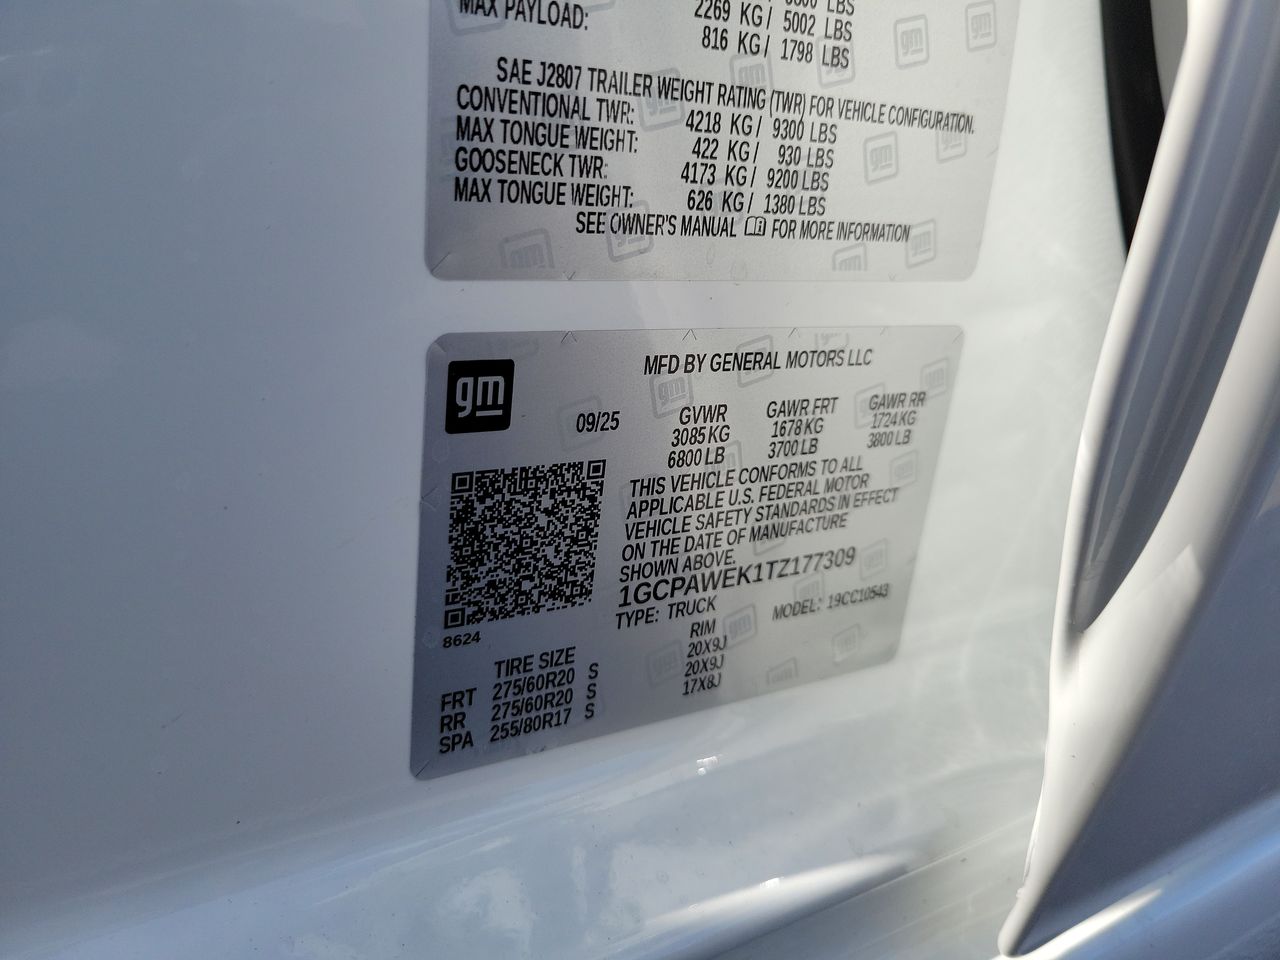 LBS
MAX PAYLOAD: 2269 KG / 5002 LBS
816 KG / 1798 LBS
SAE J2807 TRAILER WEIGHT RATING (TWR) FOR VEHICLE CONFIGURATION.
CONVENTIONAL TWR: 4218 KG / 9300 LBS
MAX TONGUE WEIGHT: 422 KG / 930 LBS
GOOSENECK TWR: 4173 KG / 9200 LBS
MAX TONGUE WEIGHT: 626 KG / 1380 LBS
SEE OWNER'S MANUAL FOR MORE INFORMATION
gm
MFD BY GENERAL MOTORS LLC
09/25 GVWR GAWR FRT GAWR RR
3085 KG 1678 KG 1724 KG
6800 LB 3700 LB 3800 LB
THIS VEHICLE CONFORMS TO ALL
APPLICABLE U.S. FEDERAL MOTOR
VEHICLE SAFETY STANDARDS IN EFFECT
ON THE DATE OF MANUFACTURE
SHOWN ABOVE.
1GCPAWEK1TZ177309
TYPE: TRUCK MODEL: 19CC10543
8624
TIRE SIZE RIM
FRT 275/60R20 S 20X9J
RR 275/60R20 S 20X9J
SPA 255/80R17 S 17X8J